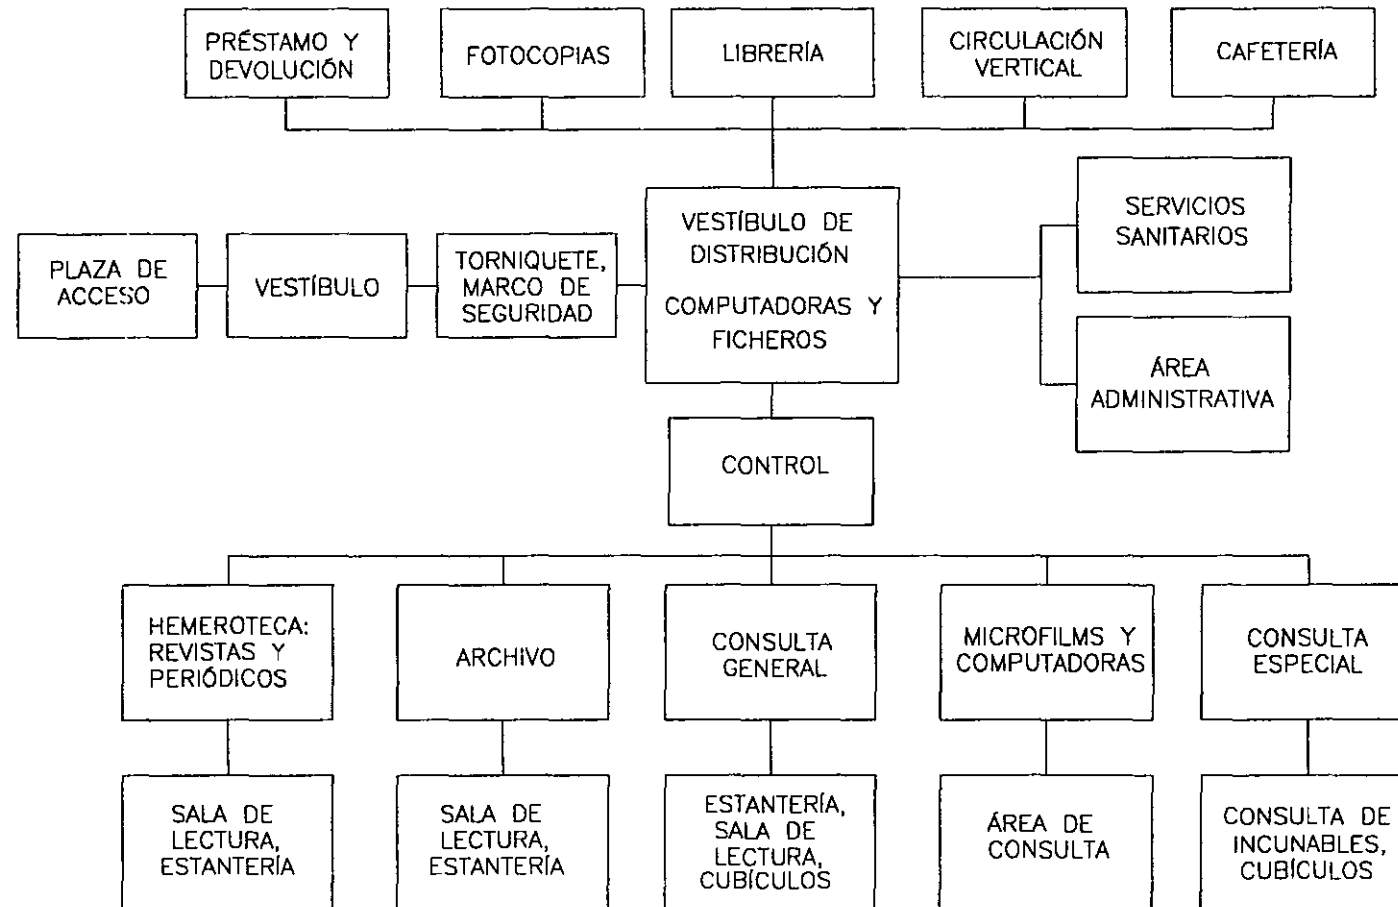 PRÉSTAMO Y
DEVOLUCIÓN
FOTOCOPIAS
LIBRERÍA
CIRCULACIÓN
VERTICAL
CAFETERÍA
PLAZA DE
ACCESO
VESTÍBULO
TORNIQUETE,
MARCO DE
SEGURIDAD
VESTÍBULO DE
DISTRIBUCIÓN
COMPUTADORAS Y
FICHEROS
SERVICIOS
SANITARIOS
ÁREA
ADMINISTRATIVA
CONTROL
HEMEROTECA:
REVISTAS Y
PERIÓDICOS
ARCHIVO
CONSULTA
GENERAL
MICROFILMS Y
COMPUTADORAS
CONSULTA
ESPECIAL
SALA DE
LECTURA,
ESTANTERÍA
SALA DE
LECTURA,
ESTANTERÍA
ESTANTERÍA,
SALA DE
LECTURA,
CUBÍCULOS
ÁREA DE
CONSULTA
CONSULTA DE
INCUNABLES,
CUBÍCULOS